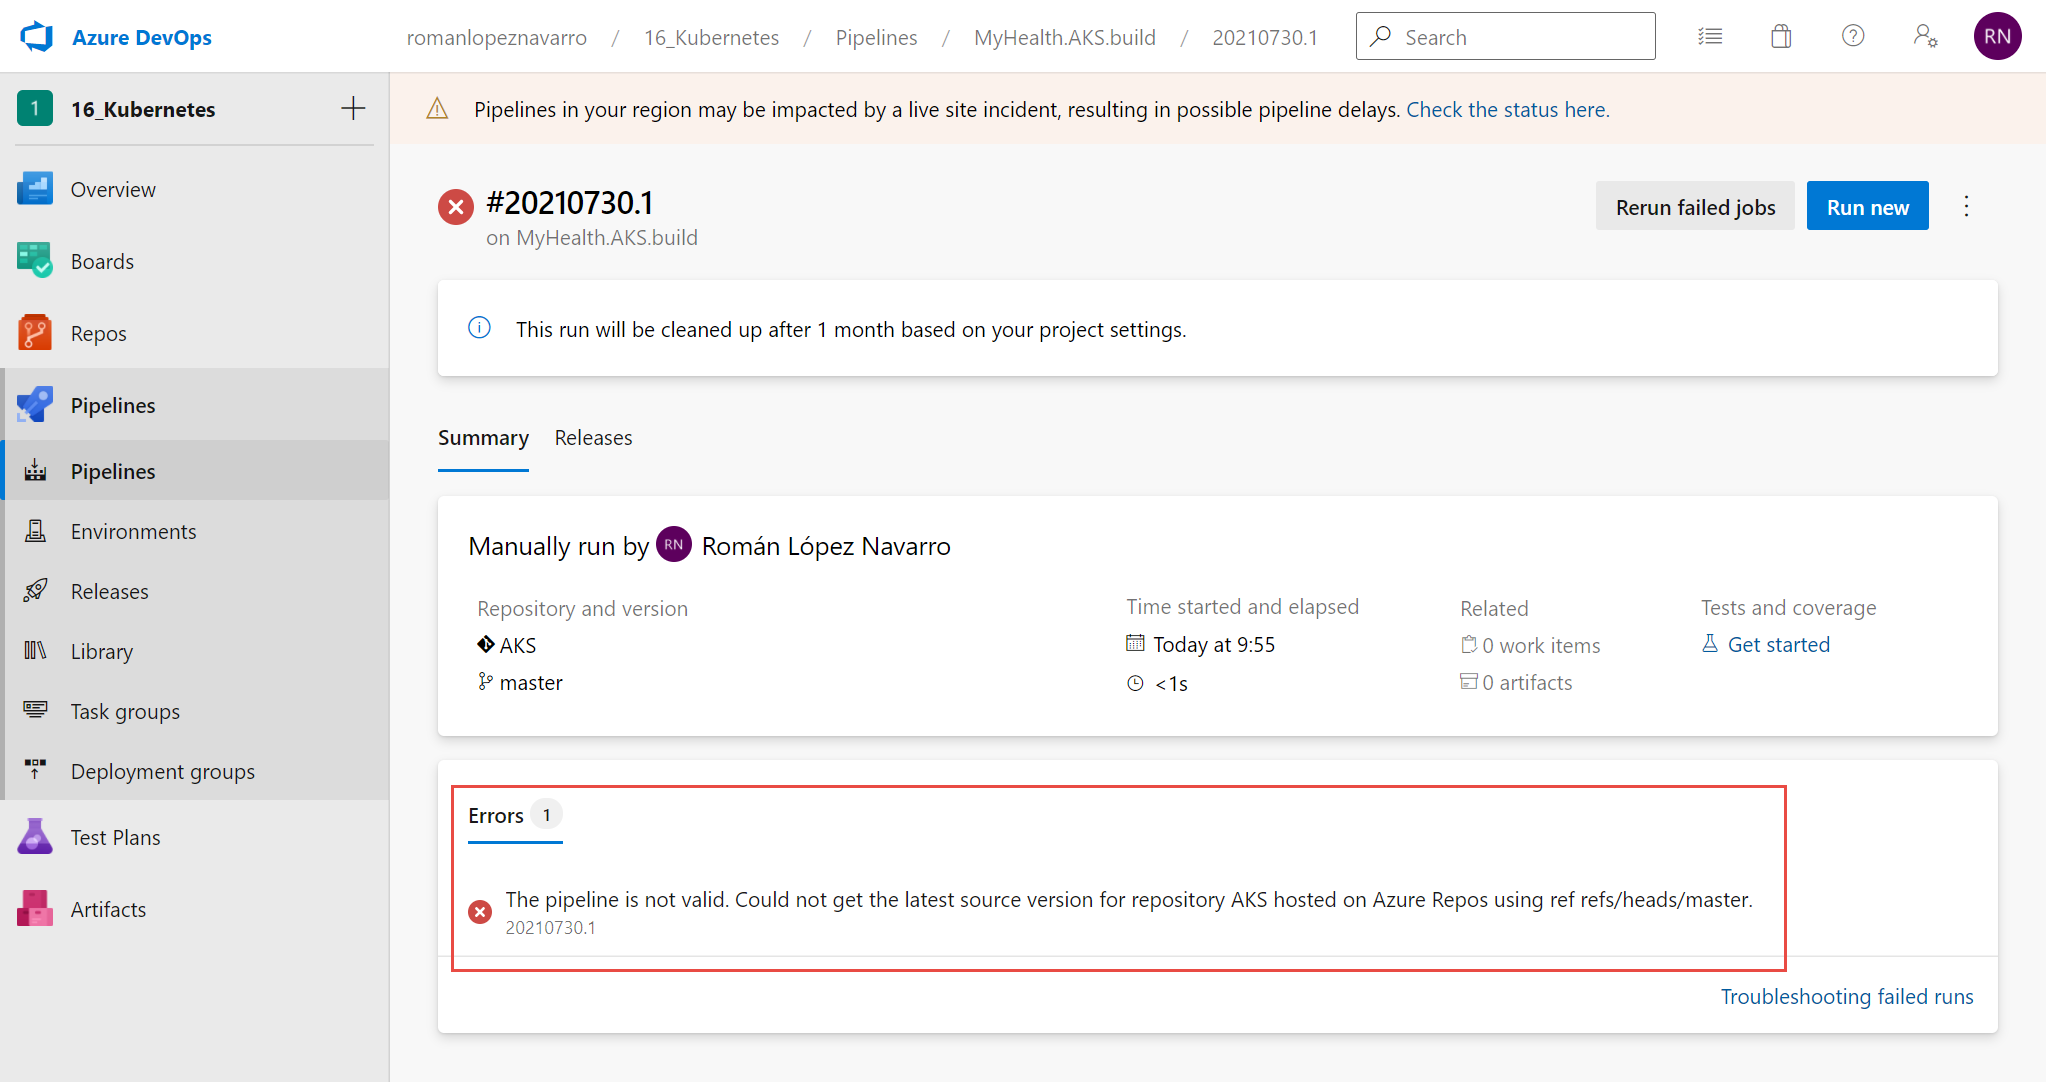 Azure DevOps
romanlopeznavarro / 16_Kubernetes / Pipelines / MyHealth.AKS.build / 20210730.1
Search
RN
1 16_Kubernetes
Overview
Boards
Repos
Pipelines
Pipelines
Environments
Releases
Library
Task groups
Deployment groups
Test Plans
Artifacts
Pipelines in your region may be impacted by a live site incident, resulting in possible pipeline delays. Check the status here.
#20210730.1
on MyHealth.AKS.build
Rerun failed jobs
Run new
This run will be cleaned up after 1 month based on your project settings.
Summary Releases
Manually run by RN Román López Navarro
Repository and version
AKS
master
Time started and elapsed
Today at 9:55
<1s
Related
0 work items
0 artifacts
Tests and coverage
Get started
Errors 1
The pipeline is not valid. Could not get the latest source version for repository AKS hosted on Azure Repos using ref refs/heads/master.
20210730.1
Troubleshooting failed runs